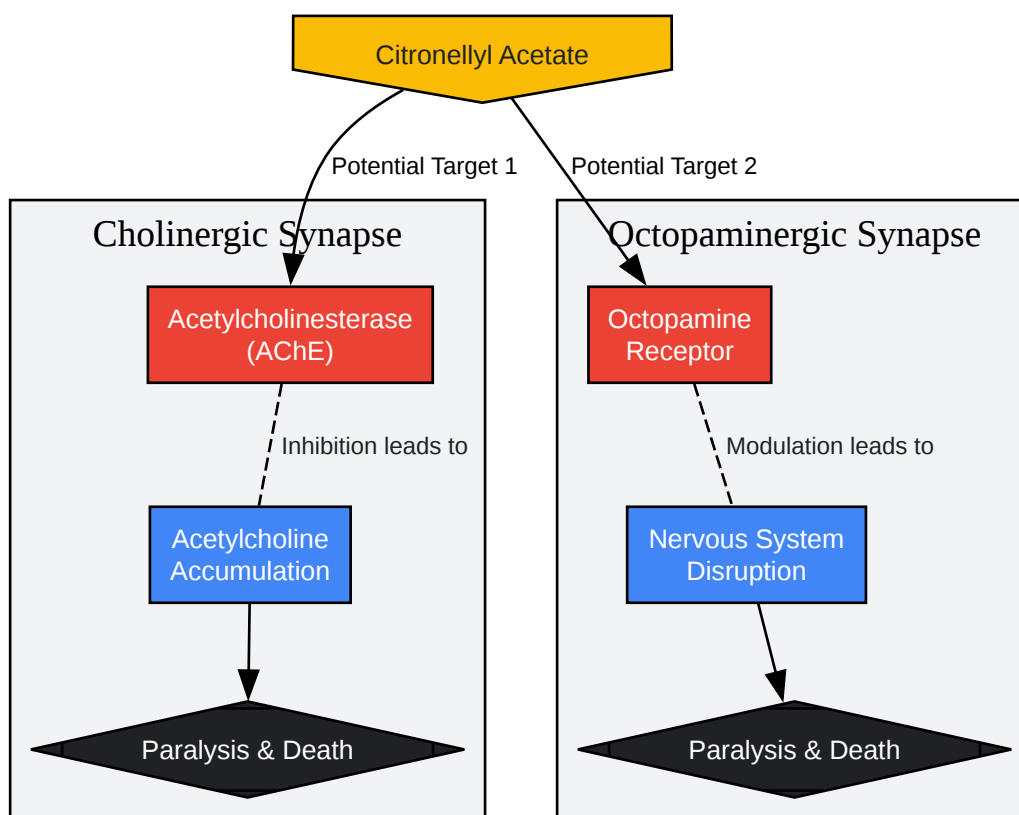 Citronellyl Acetate
Potential Target 1
Potential Target 2
Cholinergic Synapse
Octopaminergic Synapse
Acetylcholinesterase
(AChE)
Octopamine
Receptor
Inhibition leads to
Modulation leads to
Acetylcholine
Accumulation
Nervous System
Disruption
Paralysis & Death
Paralysis & Death